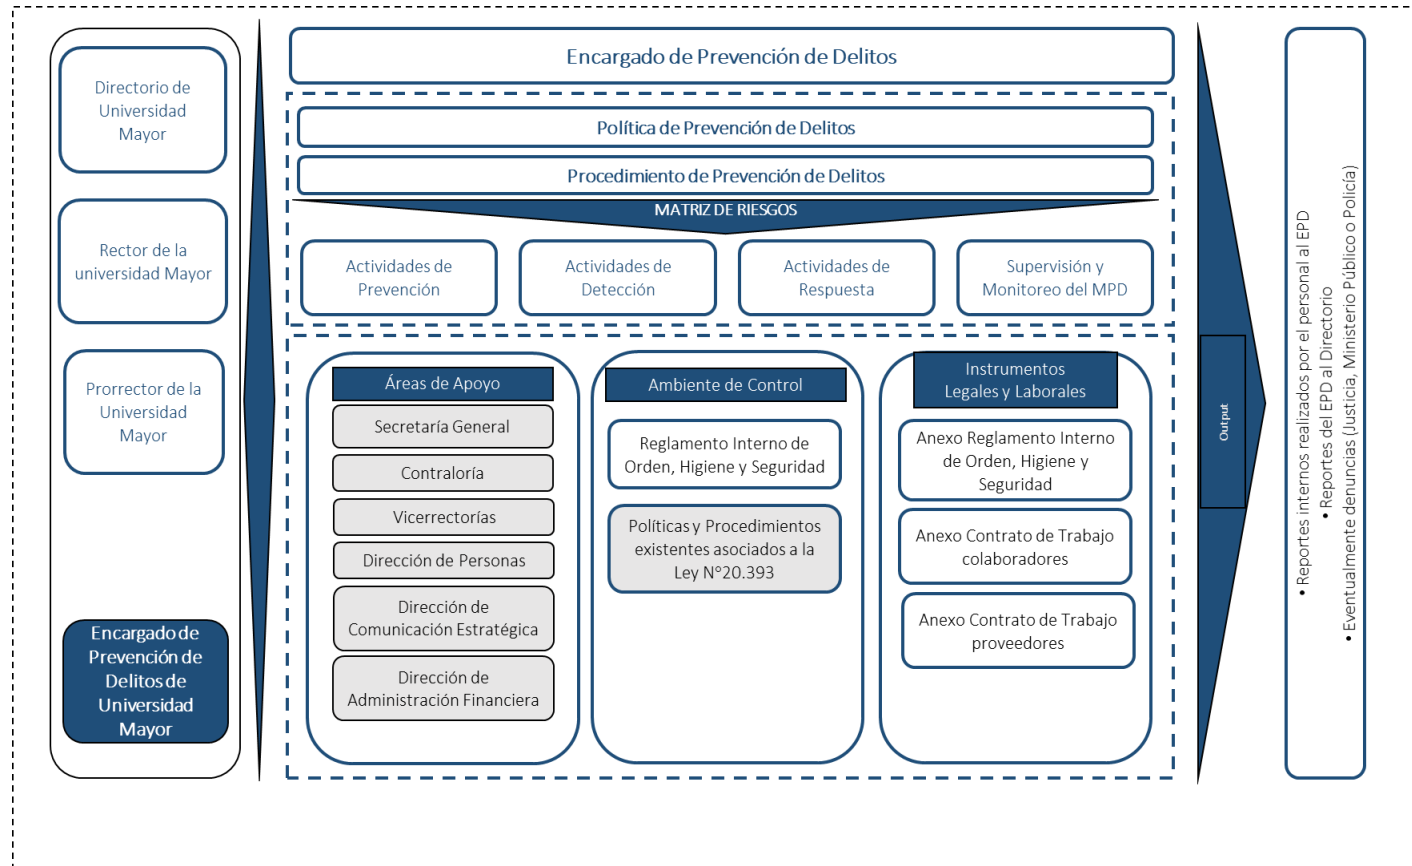 Directorio de
Universidad
Mayor
Rector de la
universidad Mayor
Prorrector de la
Universidad
Mayor
Encargado de
Prevención de
Delitos de
Universidad
Mayor
Encargado de Prevención de Delitos
Política de Prevención de Delitos
Procedimiento de Prevención de Delitos
MATRIZ DE RIESGOS
Actividades de
Prevención
Actividades de
Detección
Actividades de
Respuesta
Supervisión y
Monitoreo del MPD
Áreas de Apoyo
Secretaría General
Contraloría
Vicerrectorías
Dirección de Personas
Dirección de
Comunicación Estratégica
Dirección de
Administración Financiera
Ambiente de Control
Reglamento Interno de
Orden, Higiene y Seguridad
Políticas y Procedimientos
existentes asociados a la
Ley N°20.393
Instrumentos
Legales y Laborales
Anexo Reglamento Interno
de Orden, Higiene y
Seguridad
Anexo Contrato de Trabajo
colaboradores
Anexo Contrato de Trabajo
proveedores
Output
• Reportes internos realizados por el personal al EPD
• Reportes del EPD al Directorio
• Eventualmente denuncias (Justicia, Ministerio Público o Policía)